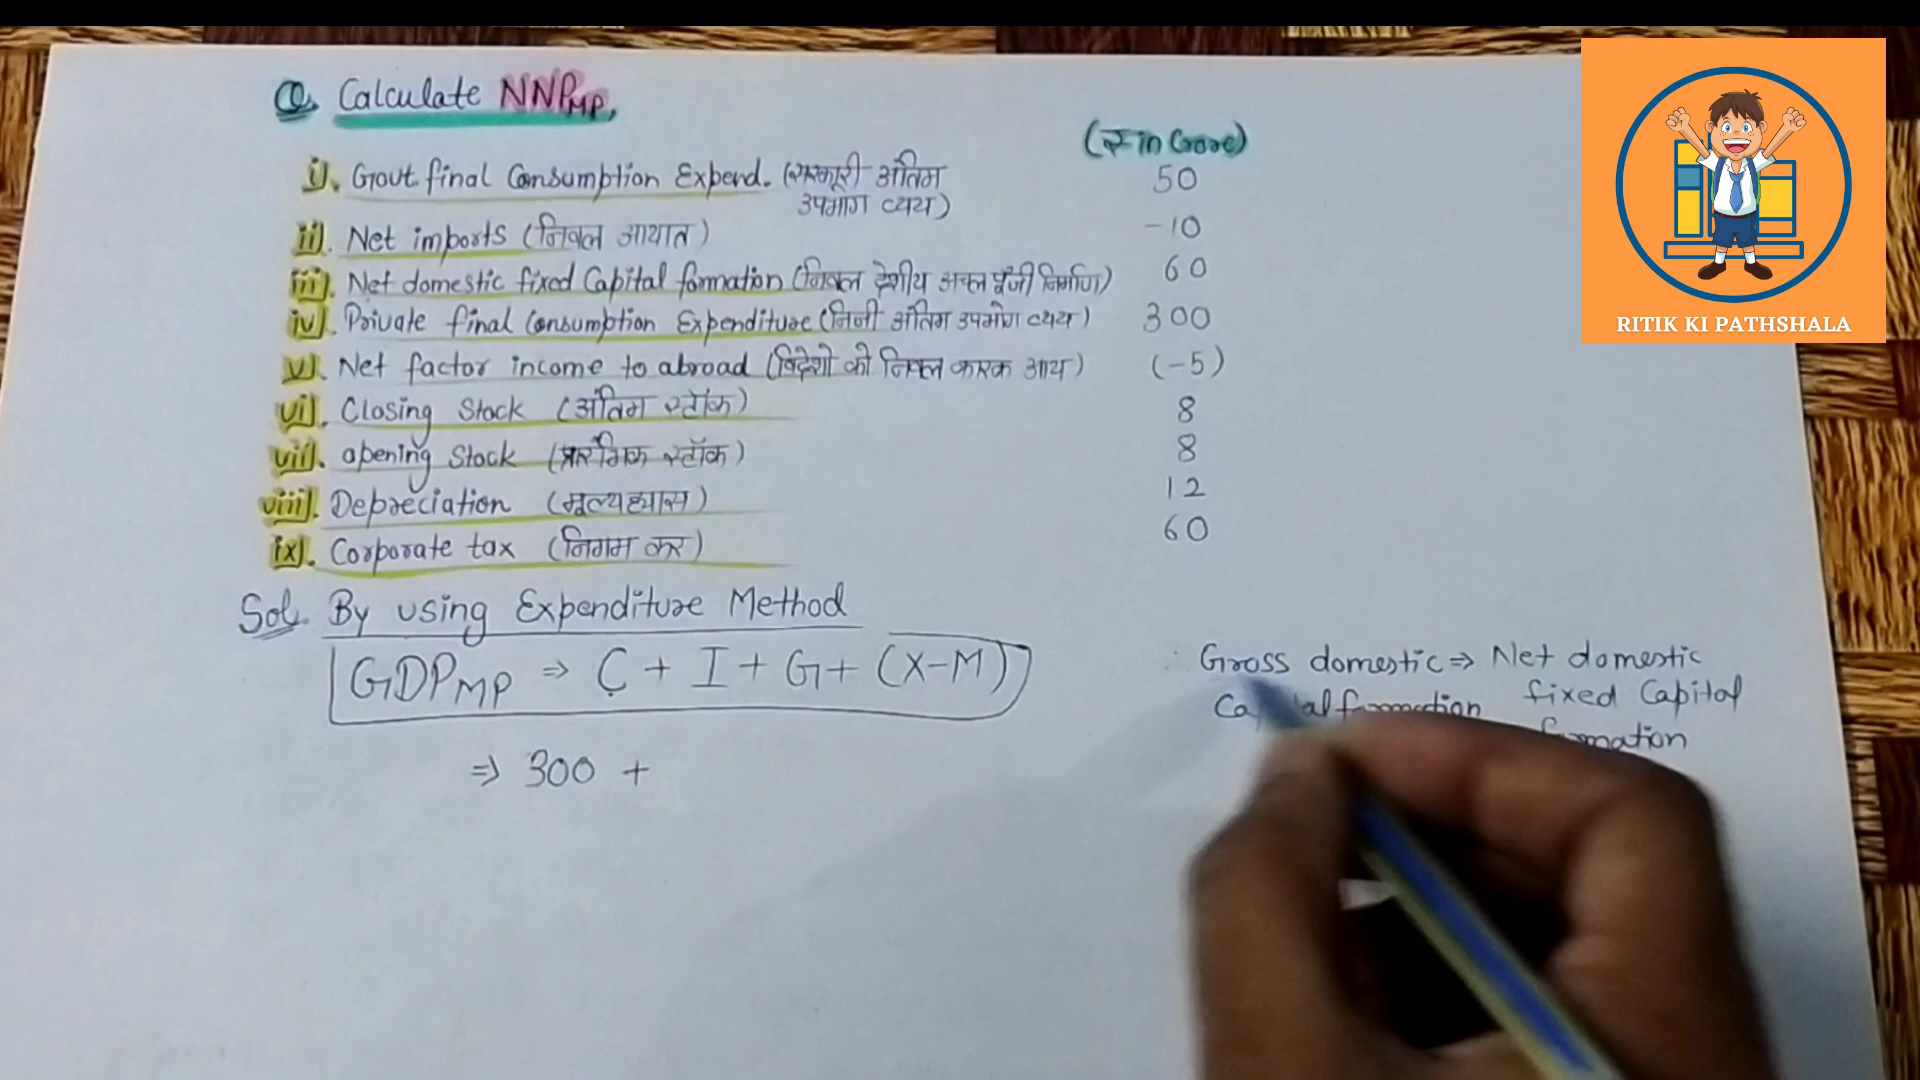 Q. Calculate NNPMP,
(₹ in Crore)
i). Govt. final Consumption Expend. (सरकारी अंतिम उपभोग व्यय) 50
ii). Net imports (निवल आयात) -10
iii). Net domestic fixed Capital formation (निवल देशीय अचल पूँजी निर्माण) 60
iv). Private final Consumption Expenditure (निजी अंतिम उपभोग व्यय) 300
v). Net factor income to abroad (विदेशो को निवल कारक आय) (-5)
vi). Closing Stock (अंतिम स्टॉक) 8
vii). opening Stock (प्रारंभिक स्टॉक) 8
viii). Depreciation (मूल्यह्यास) 12
ix). Corporate tax (निगम कर) 60
Sol. By using Expenditure Method
GDPMP ⇒ C + I + G + (X-M)
⇒ 300 +
Gross domestic ⇒ Net domestic
formation fixed Capital
RITIK KI PATHSHALA